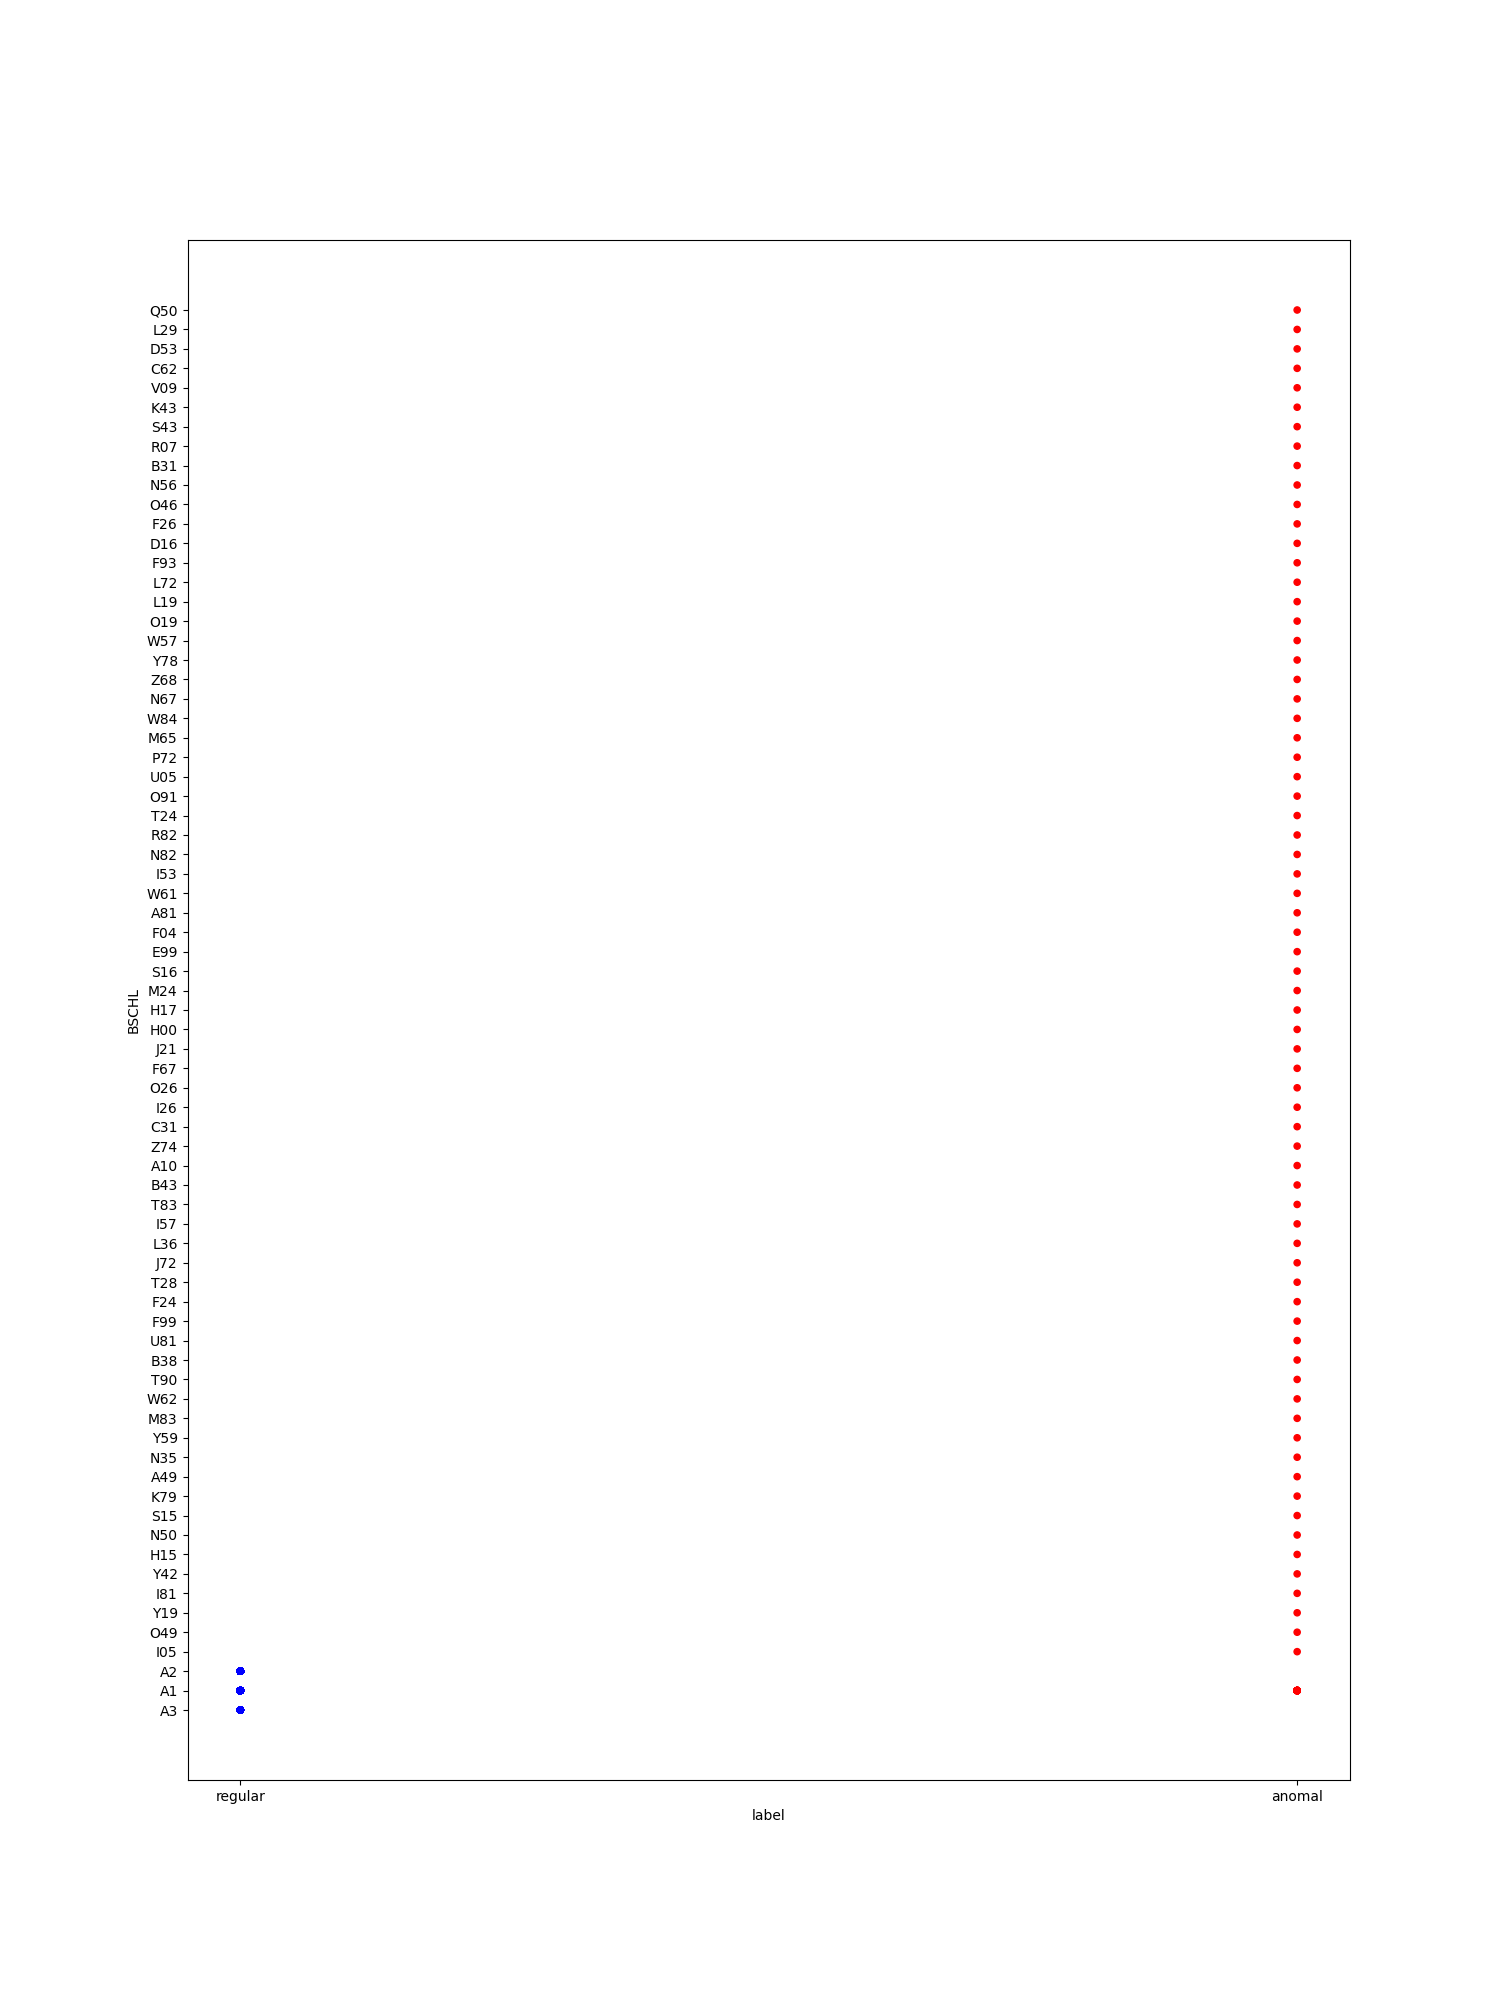 Q50
L29
D53
C62
V09
K43
S43
R07
B31
N56
O46
F26
D16
F93
L72
L19
O19
W57
Y78
Z68
N67
W84
M65
P72
U05
O91
T24
R82
N82
I53
W61
A81
F04
E99
S16
M24
H17
H00
J21
F67
O26
I26
C31
Z74
A10
B43
T83
I57
L36
J72
T28
F24
F99
U81
B38
T90
W62
M83
Y59
N35
A49
K79
S15
N50
H15
Y42
I81
Y19
O49
I05
A2
A1
A3
BSCHL
regular anomal
label